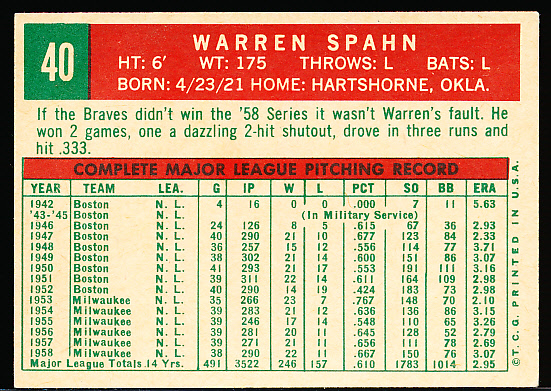 40
WARREN SPAHN
HT: 6' WT: 175 THROWS: L BATS: L
BORN: 4/23/21 HOME: HARTSHORNE, OKLA.
If the Braves didn't win the '58 Series it wasn't Warren's fault. He
won 2 games, one a dazzling 2-hit shutout, drove in three runs and
hit .333.
COMPLETE MAJOR LEAGUE PITCHING RECORD
YEAR TEAM LEA. G IP W L PCT SO BB ERA
1942 Boston N. L. 4 16 0 0 .000 7 11 5.63
'43-'45 Boston N. L. (In Military Service)
1946 Boston N. L. 24 126 8 5 .615 67 36 2.93
1947 Boston N. L. 40 290 21 10 .677 123 84 2.33
1948 Boston N. L. 36 257 15 12 .556 114 77 3.71
1949 Boston N. L. 38 302 21 14 .600 151 86 3.07
1950 Boston N. L. 41 293 21 17 .553 191 111 3.16
1951 Boston N. L. 39 311 22 14 .611 164 109 2.98
1952 Boston N. L. 40 290 14 19 .424 183 73 2.98
1953 Milwaukee N. L. 35 266 23 7 .767 148 70 2.10
1954 Milwaukee N. L. 39 283 21 12 .636 136 86 3.15
1955 Milwaukee N. L. 39 246 17 14 .548 110 65 3.26
1956 Milwaukee N. L. 39 281 20 11 .645 128 52 2.79
1957 Milwaukee N. L. 39 271 21 11 .656 111 78 2.69
1958 Milwaukee N. L. 38 290 22 11 .667 150 76 3.07
Major League Totals 14 Yrs. 491 3522 246 157 .610 1783 1014 2.95
© T. C. G. PRINTED IN U. S. A.